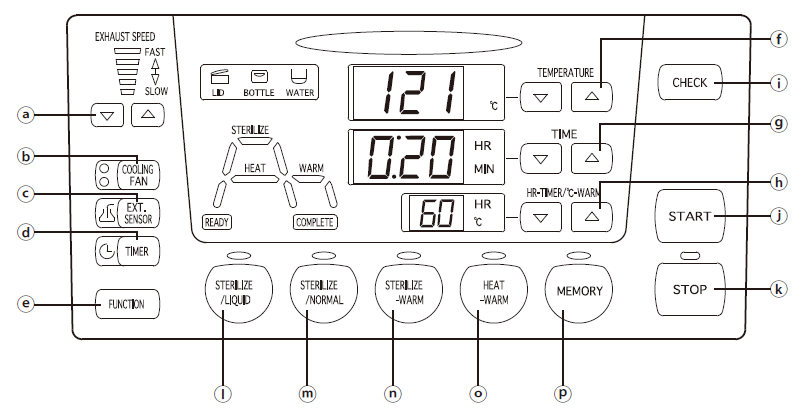 EXHAUST SPEED
FAST
SLOW
LID BOTTLE WATER
121 ℃
TEMPERATURE
CHECK
STERILIZE
HEAT WARM
READY COMPLETE
0:20 HR
MIN
TIME
60 HR
℃
HR-TIMER/℃-WARM
COOLING
FAN
EXT.
SENSOR
TIMER
FUNCTION
START
STOP
STERILIZE
/LIQUID
STERILIZE
/NORMAL
STERILIZE
-WARM
HEAT
-WARM
MEMORY
a
b
c
d
e
f
i
g
h
j
k
l
m
n
o
p